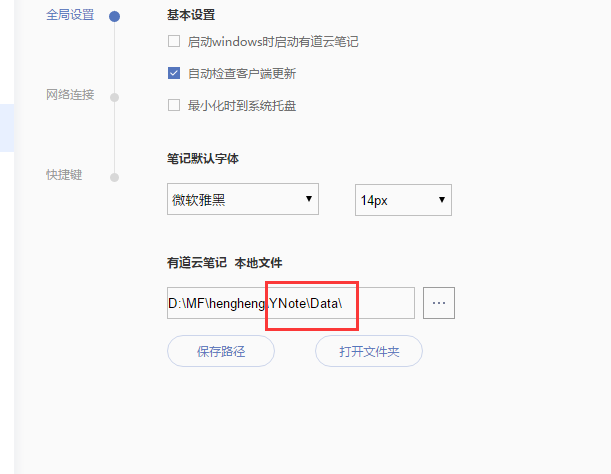 全局设置
网络连接
快捷键
基本设置
启动windows时启动有道云笔记
自动检查客户端更新
最小化时到系统托盘
笔记默认字体
微软雅黑
14px
有道云笔记 本地文件
D:\MF\hengheng.YNote\Data\
...
保存路径
打开文件夹